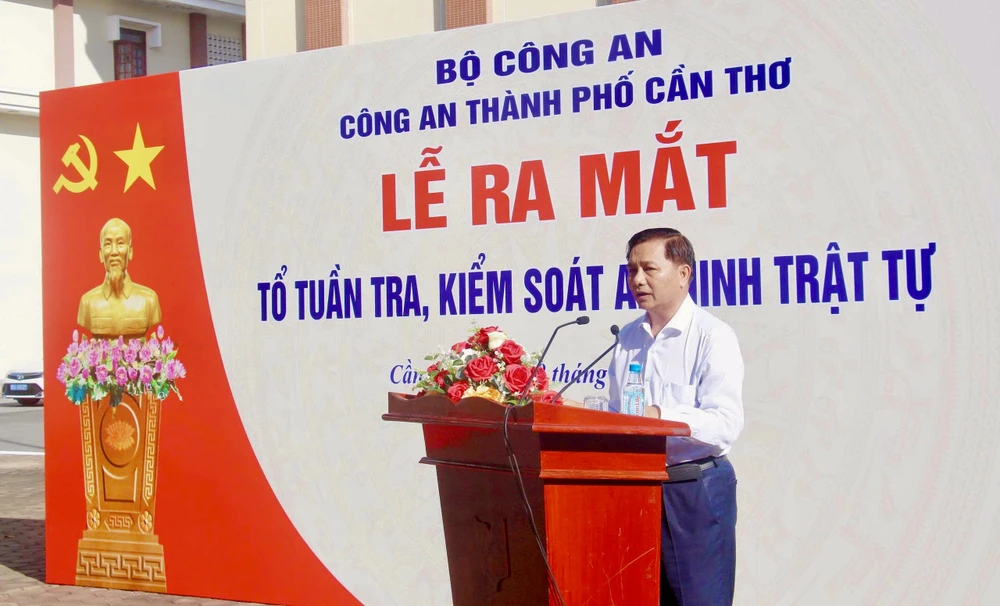 BỘ CÔNG AN
CÔNG AN THÀNH PHỐ CẦN THƠ
LỄ RA MẮT
TỔ TUẦN TRA, KIỂM SOÁT AN NINH TRẬT TỰ
tháng